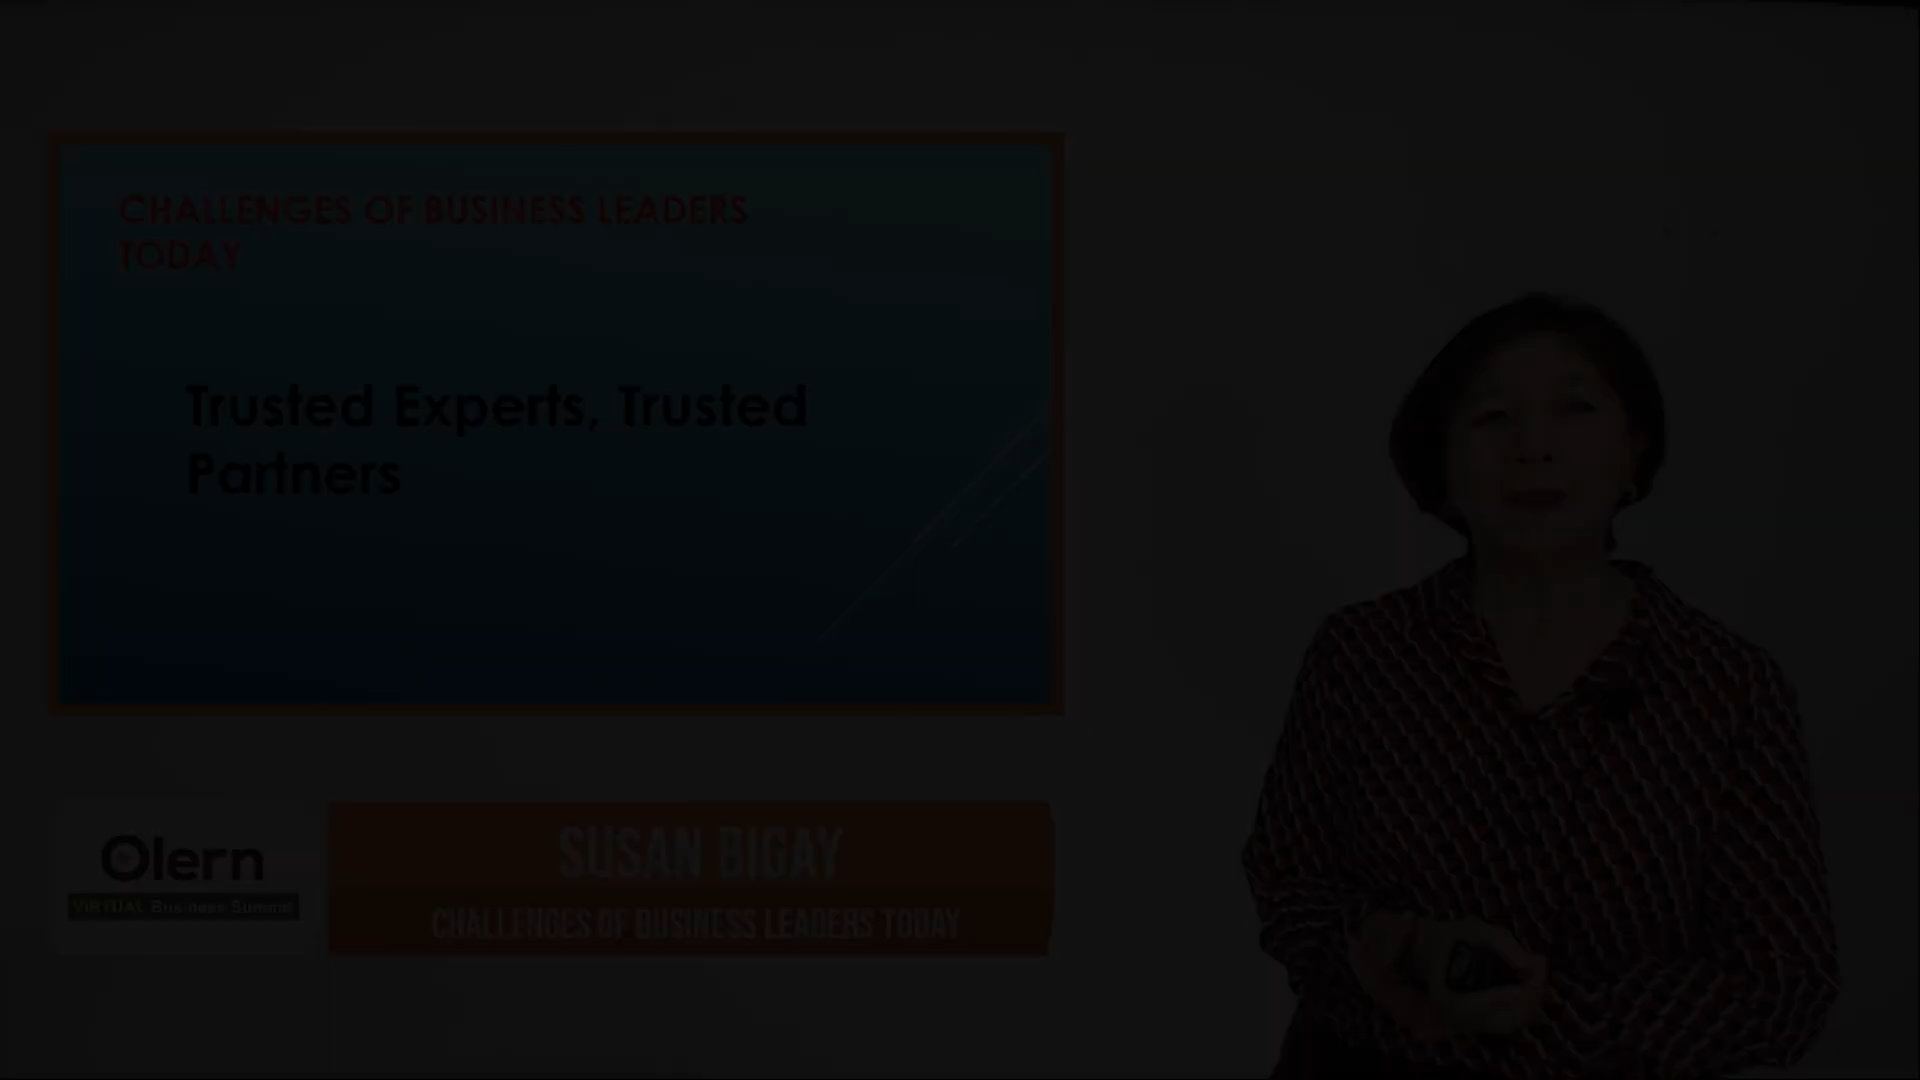 CHALLENGES OF BUSINESS LEADERS
TODAY
Trusted Experts, Trusted
Partners
Olern
VIRTUAL Business Summit
SUSAN BIGAY
CHALLENGES OF BUSINESS LEADERS TODAY